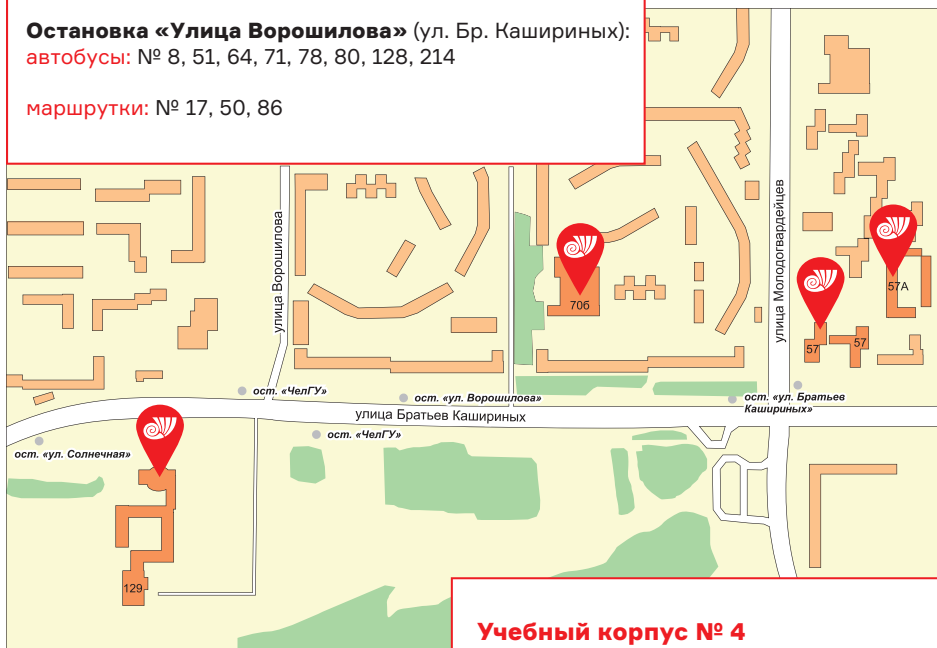 Остановка «Улица Ворошилова» (ул. Бр. Кашириных):
автобусы: № 8, 51, 64, 71, 78, 80, 128, 214
маршрутки: № 17, 50, 86
улица Ворошилова
улица Молодогвардейцев
70б
57А
57
57
ост. «ЧелГУ»
ост. «ул. Ворошилова»
ост. «ул. Братьев
Кашириных»
улица Братьев Кашириных
ост. «ЧелГУ»
ост. «ул. Солнечная»
129
Учебный корпус № 4